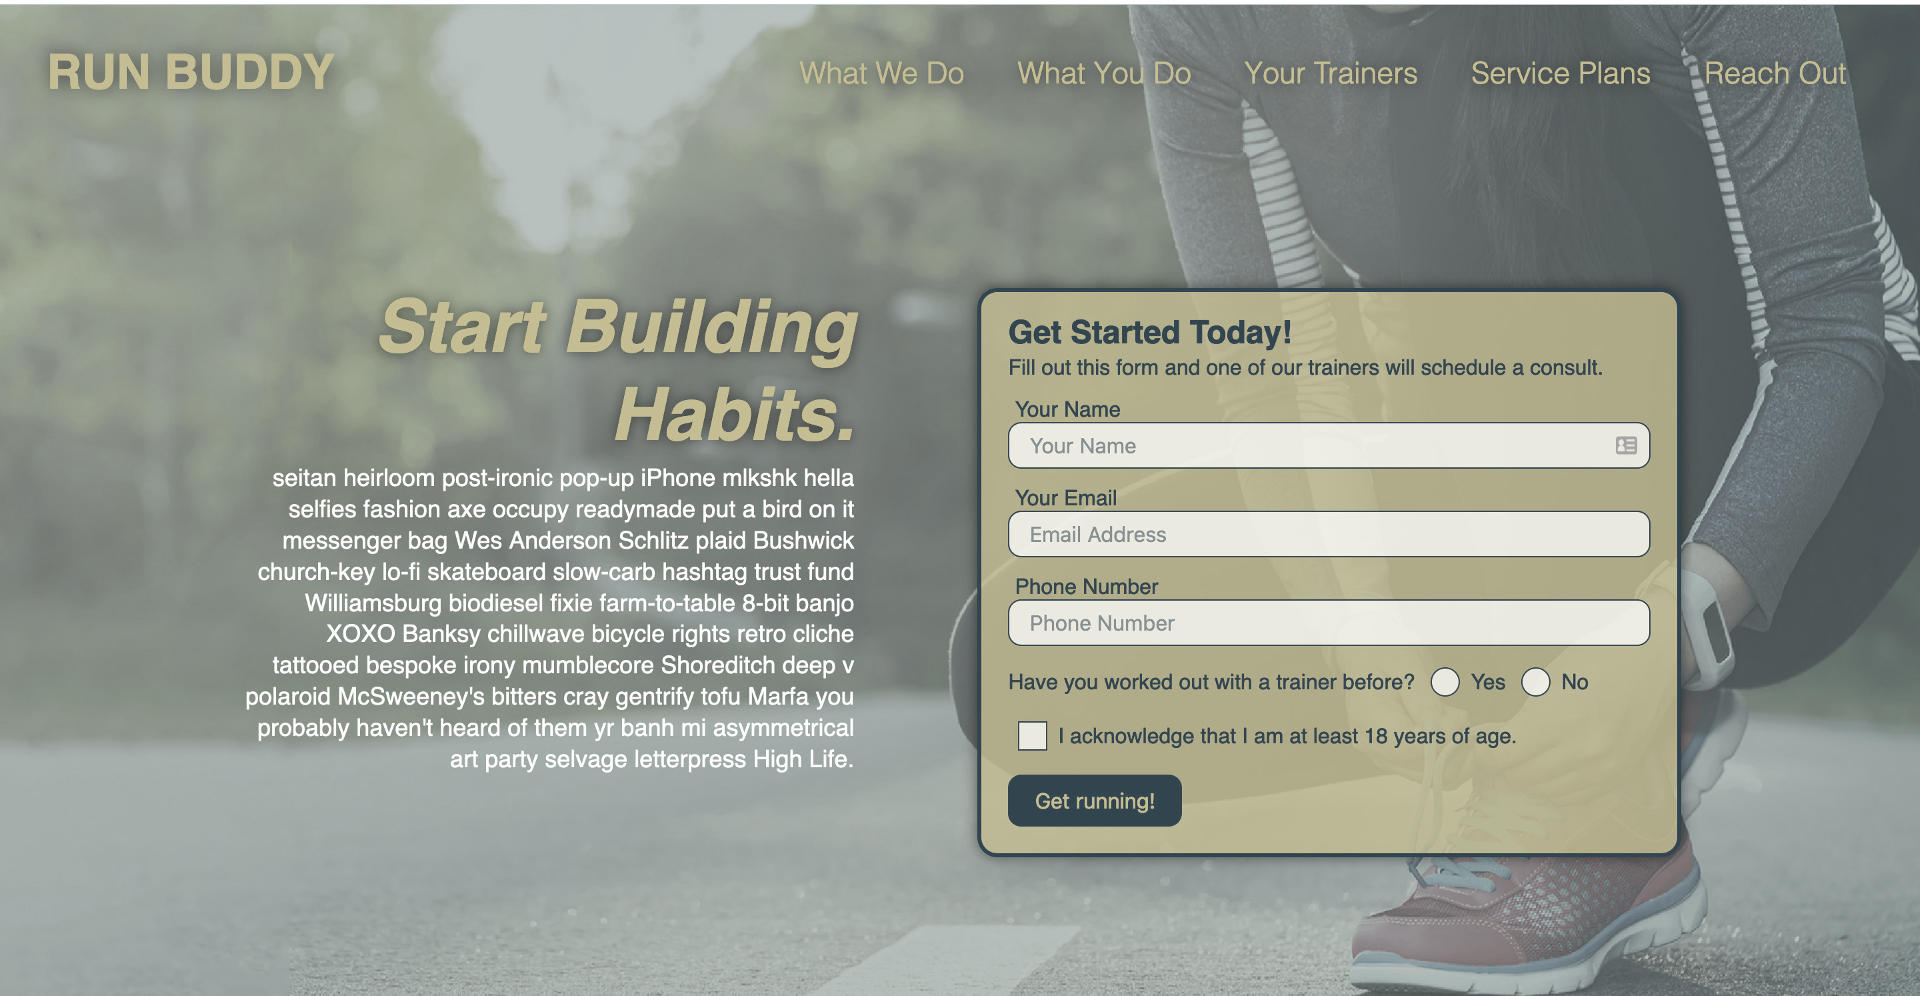 RUN BUDDY
What We Do
What You Do
Your Trainers
Service Plans
Reach Out
Start Building
Habits.
seitan heirloom post-ironic pop-up iPhone mlkshk hella
selfies fashion axe occupy readymade put a bird on it
messenger bag Wes Anderson Schlitz plaid Bushwick
church-key lo-fi skateboard slow-carb hashtag trust fund
Williamsburg biodiesel fixie farm-to-table 8-bit banjo
XOXO Banksy chillwave bicycle rights retro cliche
tattooed bespoke irony mumblecore Shoreditch deep v
polaroid McSweeney's bitters cray gentrify tofu Marfa you
probably haven't heard of them yr banh mi asymmetrical
art party selvage letterpress High Life.
Get Started Today!
Fill out this form and one of our trainers will schedule a consult.
Your Name
Your Name
Your Email
Email Address
Phone Number
Phone Number
Have you worked out with a trainer before? Yes No
I acknowledge that I am at least 18 years of age.
Get running!